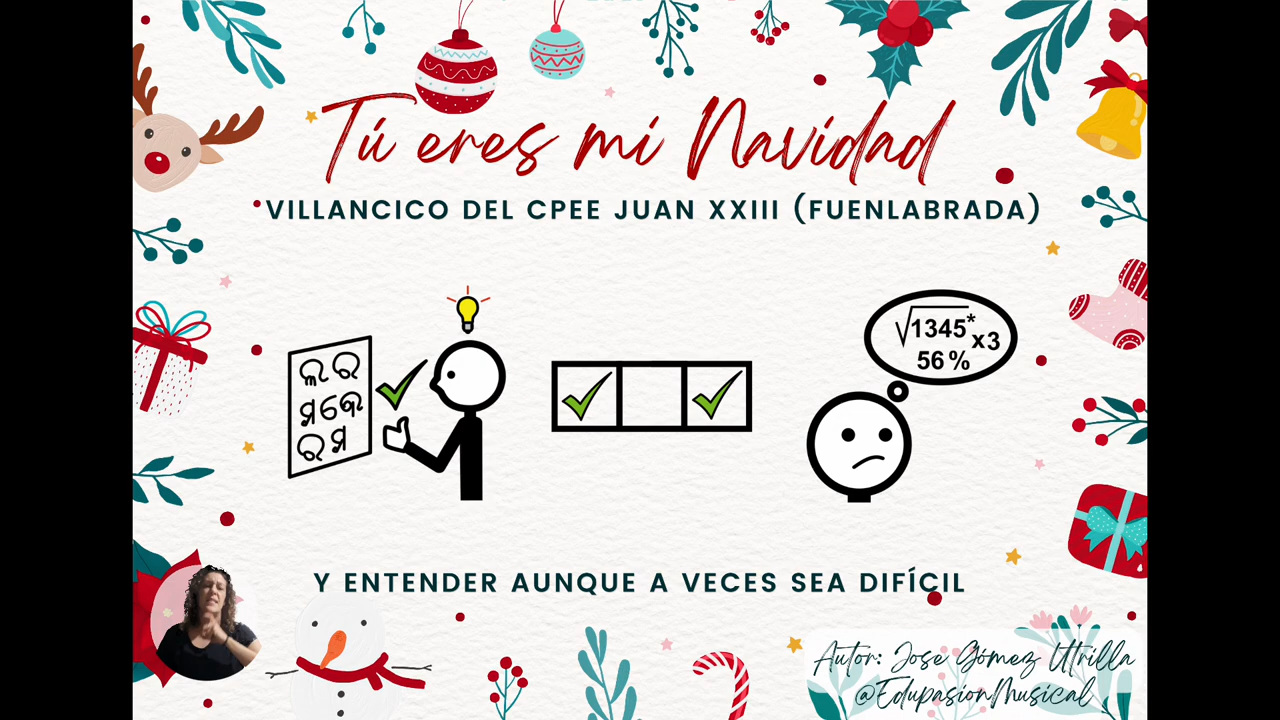 Tú eres mi Navidad
VILLANCICO DEL CPEE JUAN XXIII (FUENLABRADA)
√1345* x3
56%
ଲ ର
ମ ବେ
ର ମ
Y ENTENDER AUNQUE A VECES SEA DIFÍCIL
Autor: Jose Gómez Utrilla
@EdupasionMusical